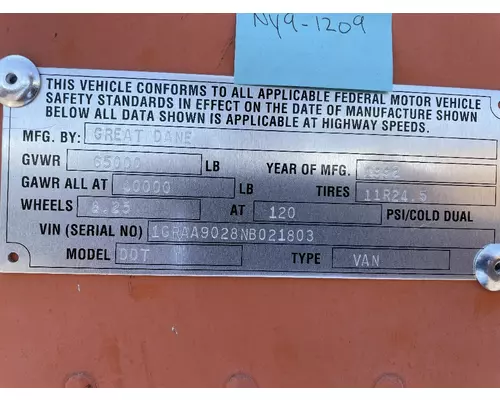 NY9-1209
THIS VEHICLE CONFORMS TO ALL APPLICABLE FEDERAL MOTOR VEHICLE
SAFETY STANDARDS IN EFFECT ON THE DATE OF MANUFACTURE SHOWN
BELOW ALL DATA SHOWN IS APPLICABLE AT HIGHWAY SPEEDS.
MFG. BY: GREAT DANE
GVWR 65000 LB YEAR OF MFG. 1992
GAWR ALL AT 40000 LB TIRES 11R24.5
WHEELS 8.25 AT 120 PSI/COLD DUAL
VIN (SERIAL NO) 1GRAA9028NB021803
MODEL DOT TYPE VAN